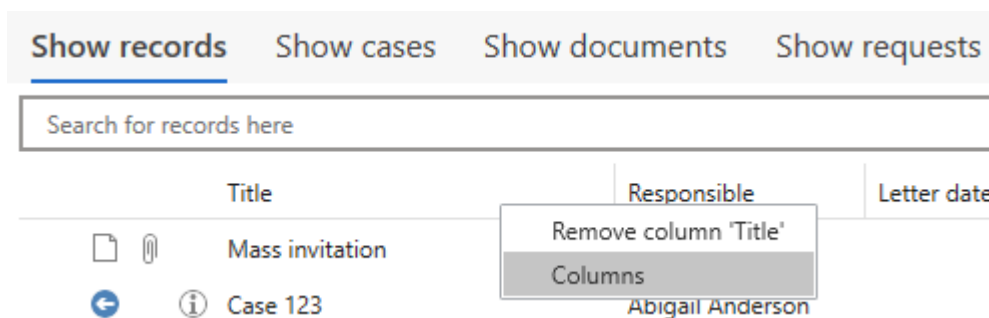 Show records Show cases Show documents Show requests
Search for records here
Title Responsible Letter date
Remove column 'Title'
Mass invitation
Columns
Case 123 Abigail Anderson